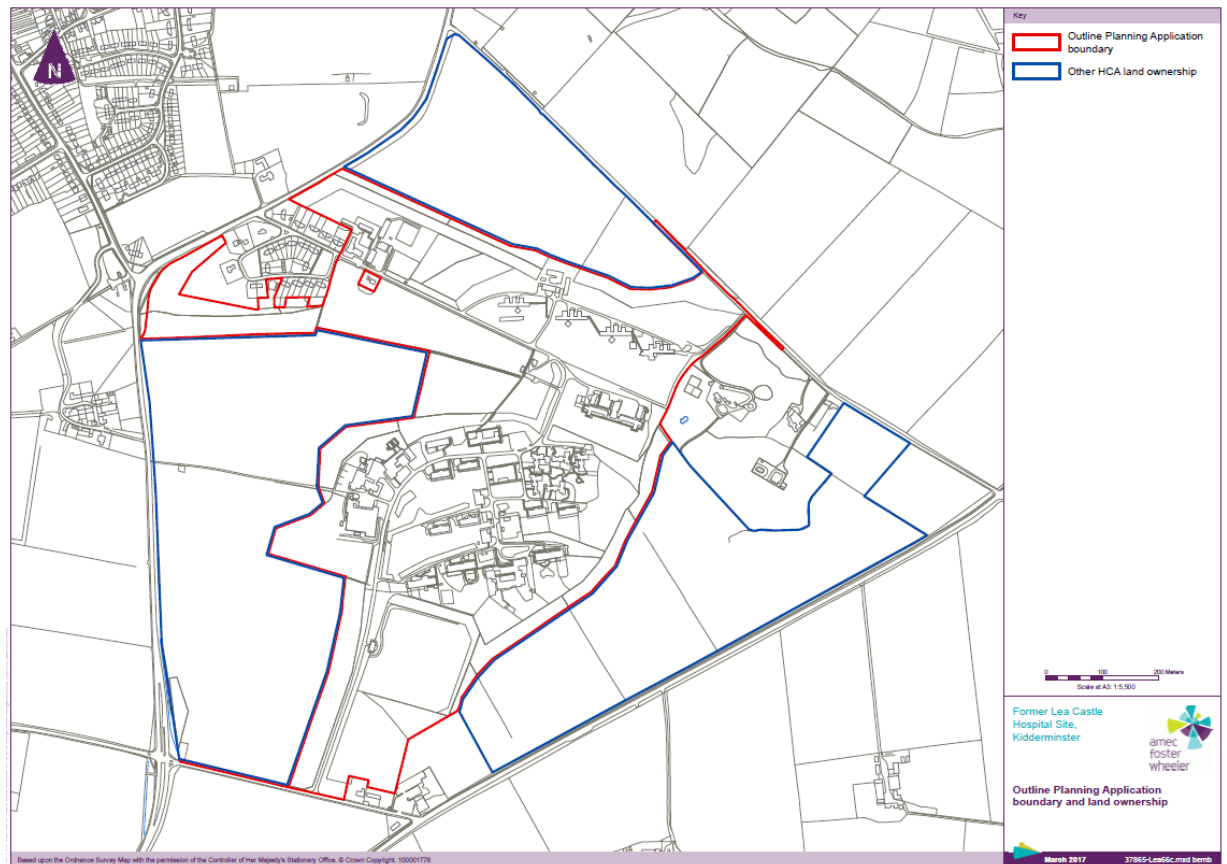 N
Key
Outline Planning Application
boundary
Other HCA land ownership
0 100 200 Meters
Scale at A3: 1:5,500
Former Lea Castle
Hospital Site,
Kidderminster
amec
foster
wheeler
Outline Planning Application
boundary and land ownership
March 2017 37865-Lea66c.mxd bernb
Based upon the Ordnance Survey Map with the permission of the Controller of Her Majesty's Stationery Office. © Crown Copyright. 100001776